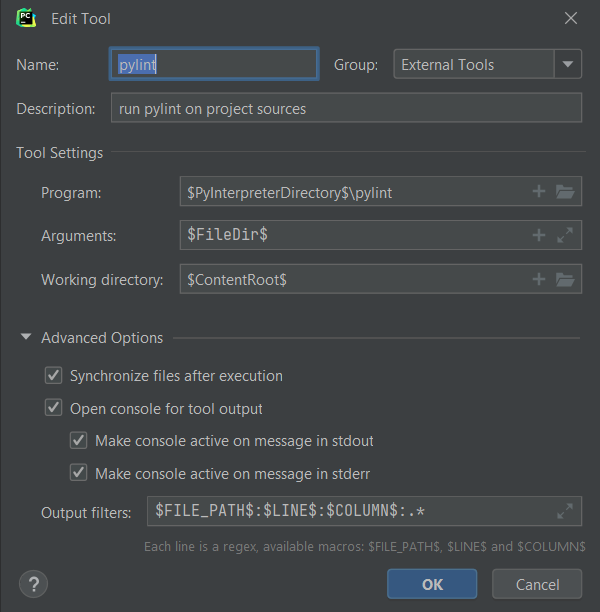 PC
Edit Tool
Name: pylint Group: External Tools
Description: run pylint on project sources
Tool Settings
Program: $PyInterpreterDirectory$\pylint
Arguments: $FileDir$
Working directory: $ContentRoot$
Advanced Options
Synchronize files after execution
Open console for tool output
Make console active on message in stdout
Make console active on message in stderr
Output filters: $FILE_PATH$:$LINE$:$COLUMN$:.*
Each line is a regex, available macros: $FILE_PATH$, $LINE$ and $COLUMN$
? OK Cancel